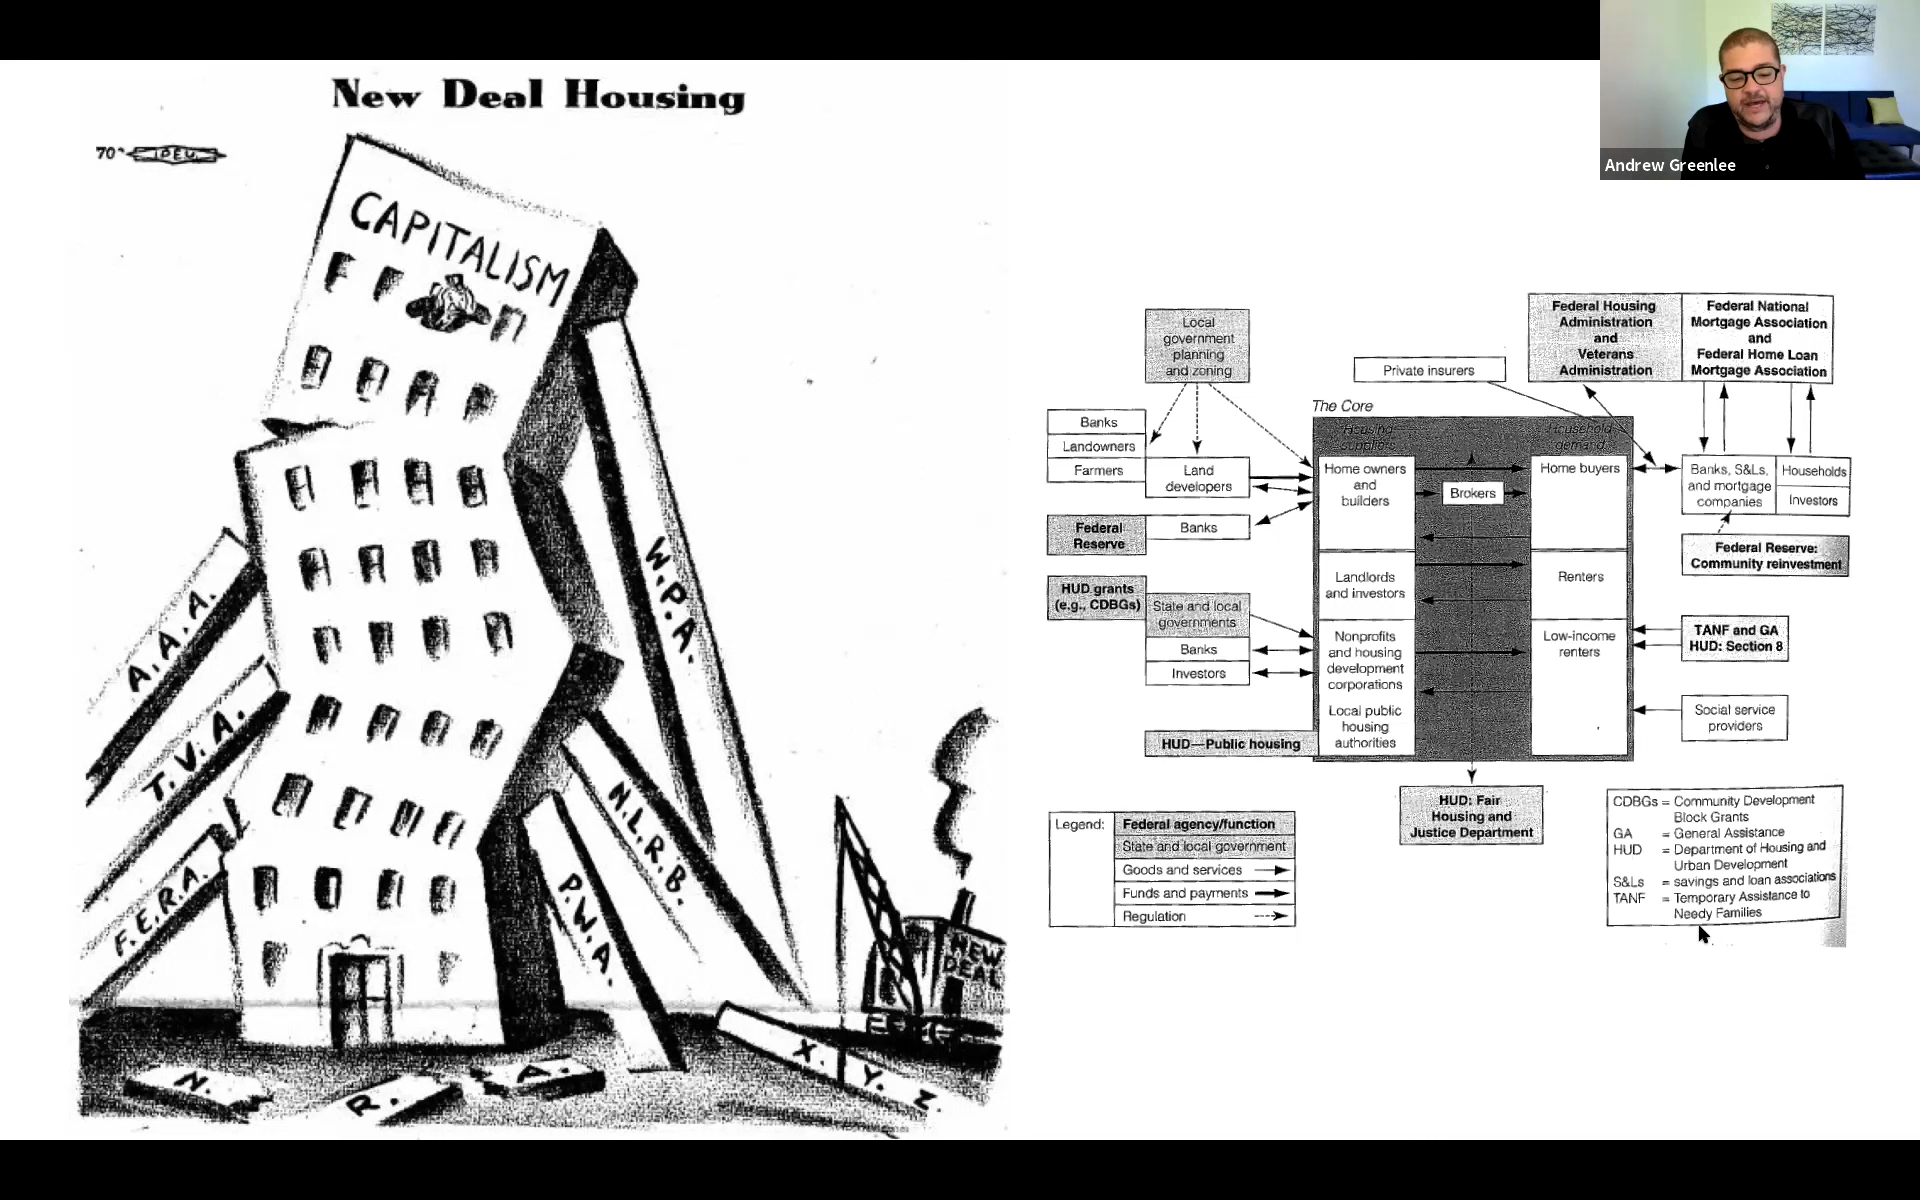 New Deal Housing
70°
CAPITALISM
W.P.A.
A.A.A.
T.V.A.
F.E.R.A.
N.L.R.B.
P.W.A.
NEW
DEAL
N.
R.
A.
X. Y. Z.
Andrew Greenlee
Local
government
planning
and zoning
Private insurers
Federal Housing
Administration
and
Veterans
Administration
Federal National
Mortgage Association
and
Federal Home Loan
Mortgage Association
The Core
Housing
suppliers
Household
demand
Banks
Landowners
Farmers
Land
developers
Federal
Reserve
Banks
HUD grants
(e.g., CDBGs)
State and local
governments
Banks
Investors
HUD—Public housing
Home owners
and
builders
Brokers
Home buyers
Landlords
and investors
Renters
Nonprofits
and housing
development
corporations
Local public
housing
authorities
Low-income
renters
Banks, S&Ls,
and mortgage
companies
Households
Investors
Federal Reserve:
Community reinvestment
TANF and GA
HUD: Section 8
Social service
providers
HUD: Fair
Housing and
Justice Department
Legend:
Federal agency/function
State and local government
Goods and services
Funds and payments
Regulation
CDBGs = Community Development
Block Grants
GA = General Assistance
HUD = Department of Housing and
Urban Development
S&Ls = savings and loan associations
TANF = Temporary Assistance to
Needy Families